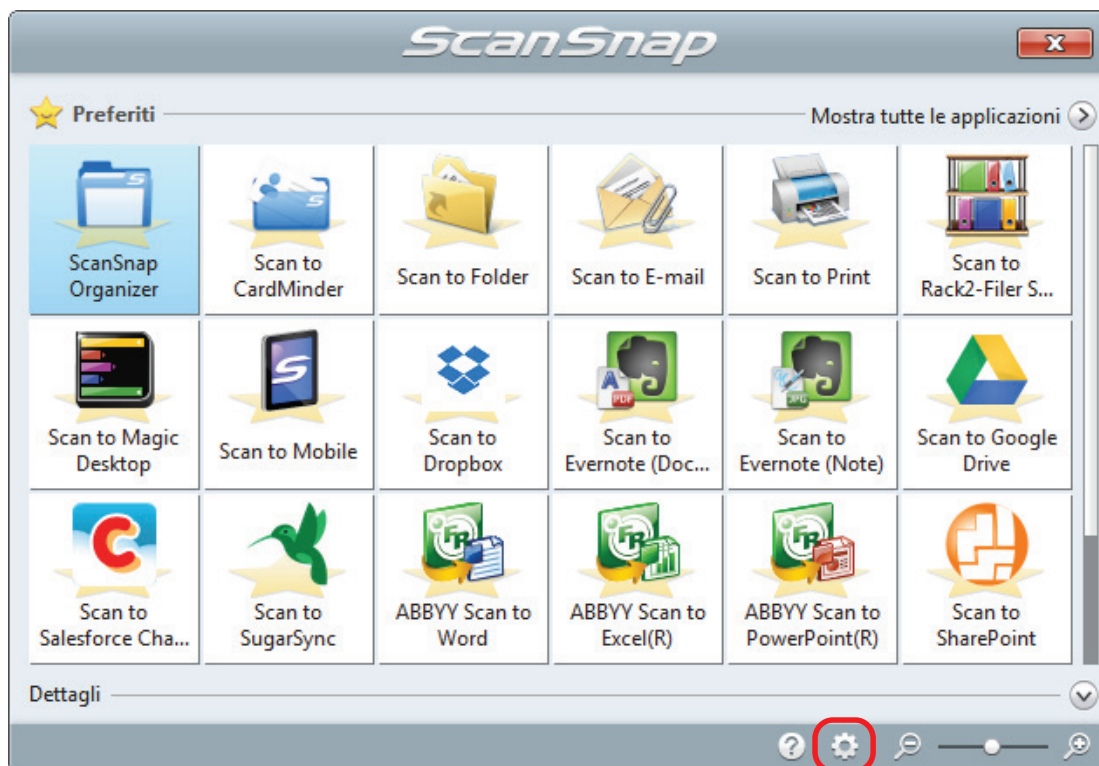 ScanSnap
Preferiti
Mostra tutte le applicazioni
ScanSnap
Organizer
Scan to
CardMinder
Scan to Folder
Scan to E-mail
Scan to Print
Scan to
Rack2-Filer S...
Scan to Magic
Desktop
Scan to Mobile
Scan to
Dropbox
Scan to
Evernote (Doc...
Scan to
Evernote (Note)
Scan to Google
Drive
Scan to
Salesforce Cha...
Scan to
SugarSync
ABBYY Scan to
Word
ABBYY Scan to
Excel(R)
ABBYY Scan to
PowerPoint(R)
Scan to
SharePoint
Dettagli